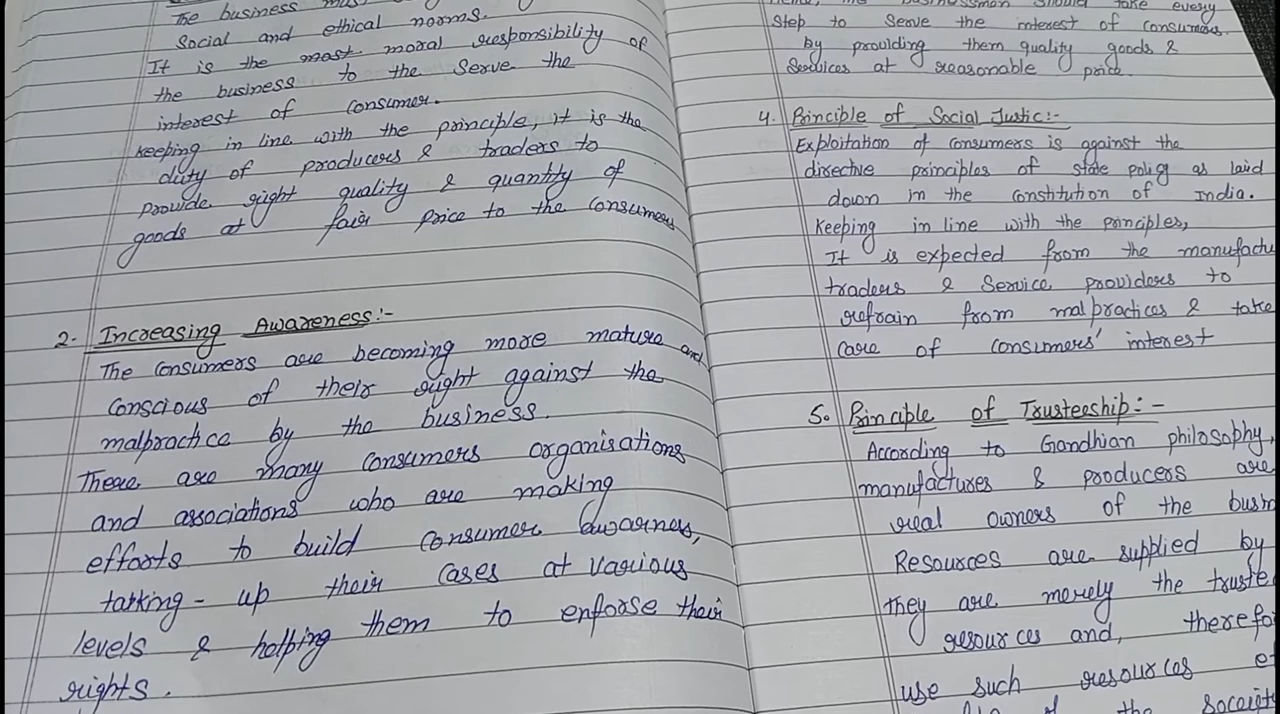 The business
Social and ethical norms.
It is the most moral responsibility of
the business to the Serve the
interest of consumer.
keeping in line with the principle, it is the
duty of producers & traders to
provide right quality & quantity of
goods at fair price to the consumers
2. Increasing Awareness:-
The consumers are becoming more mature and
conscious of their right against the
malpractice by the business.
There are many consumers organisations
and associations who are making
efforts to build consumer awarness,
takking-up their cases at various
levels & helping them to enforse their
rights.
take every
Step to Serve the interest of consumers.
by providing them quality goods &
Services at reasonable price.
4. Principle of Social Justic:-
Exploitation of consumers is against the
directive principles of state policy as laid
down in the constitution of India.
keeping in line with the principles,
It is expected from the manufactu
traders & Service providers to
refrain from malpractices & take
care of consumers' interest
5. Principle of Trusteeship:-
According to Gandhian philosophy,
manufactures & producers are
real owners of the busin
Resources are supplied by
they are merely the truste
resources and, therefo
use such resources
of the